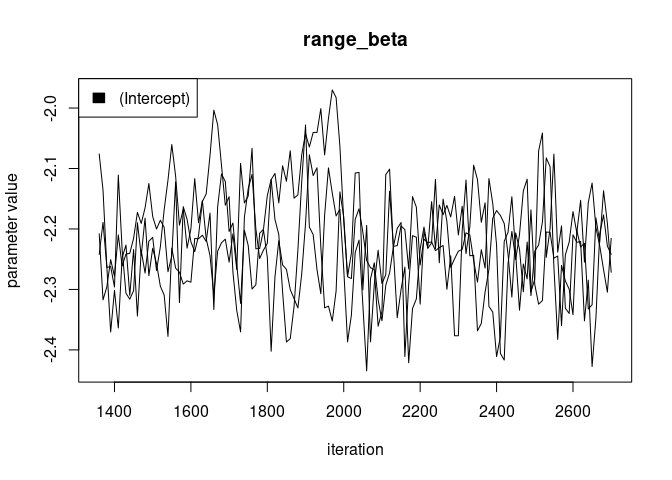 range_beta
(Intercept)
parameter value
-2.0
-2.1
-2.2
-2.3
-2.4
1400 1600 1800 2000 2200 2400 2600
iteration